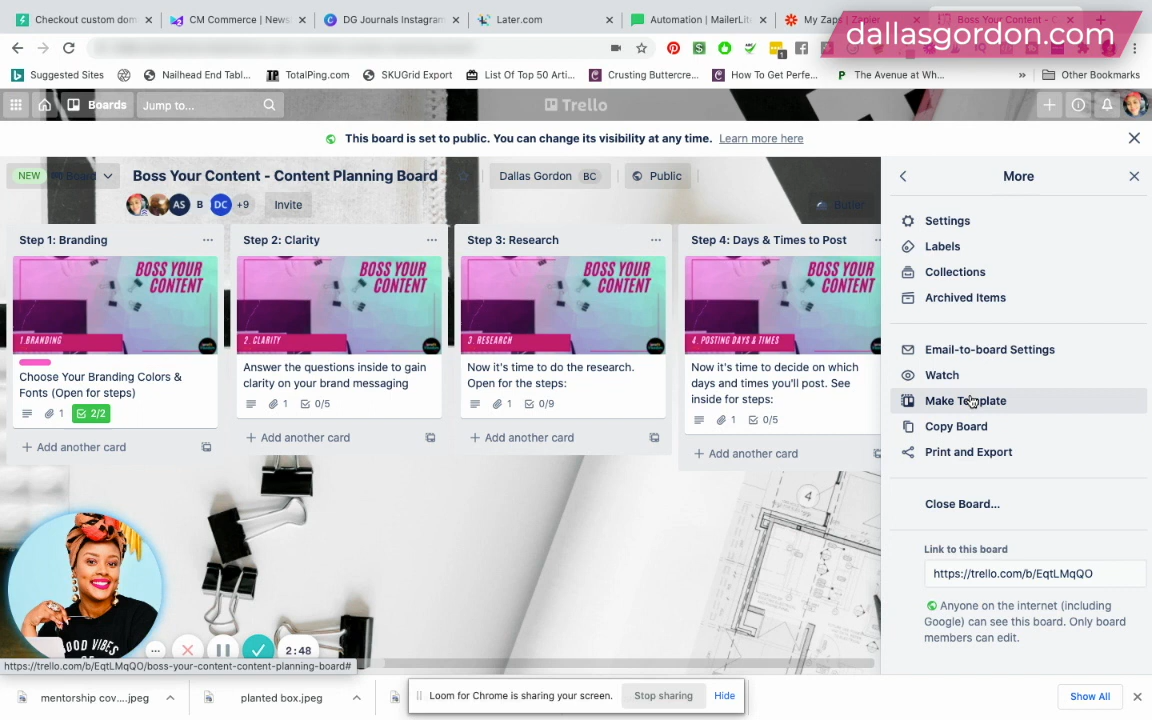 Checkout custom dom
CM Commerce | News
DG Journals Instagram
Later.com
Automation | MailerLit
My Zaps | Zapier
Boss Your Content - C
dallasgordon.com
Suggested Sites
Nailhead End Tabl...
TotalPing.com
SKUGrid Export
List Of Top 50 Arti...
Crusting Buttercre...
How To Get Perfe...
The Avenue at Wh...
Other Bookmarks
Boards
Jump to...
Trello
This board is set to public. You can change its visibility at any time. Learn more here
NEW
Board
Boss Your Content - Content Planning Board
Dallas Gordon BC
Public
AS
B
DC
+9
Invite
Butler
Step 1: Branding
BOSS YOUR
CONTENT
1.BRANDING
Choose Your Branding Colors &
Fonts (Open for steps)
1
2/2
+ Add another card
Step 2: Clarity
BOSS YOUR
CONTENT
2. CLARITY
Answer the questions inside to gain
clarity on your brand messaging
1
0/5
+ Add another card
Step 3: Research
BOSS YOUR
CONTENT
3. RESEARCH
Now it's time to do the research.
Open for the steps:
1
0/9
+ Add another card
Step 4: Days & Times to Post
BOSS YOUR
CONTENT
4. POSTING DAYS & TIMES
Now it's time to decide on which
days and times you'll post. See
inside for steps:
1
0/5
+ Add another card
More
Settings
Labels
Collections
Archived Items
Email-to-board Settings
Watch
Make Template
Copy Board
Print and Export
Close Board...
Link to this board
https://trello.com/b/EqtLMqQO
Anyone on the internet (including
Google) can see this board. Only board
members can edit.
4
GOOD VIBES
2:48
https://trello.com/b/EqtLMqQO/boss-your-content-content-planning-board#
mentorship cov....jpeg
planted box.jpeg
Loom for Chrome is sharing your screen.
Stop sharing
Hide
Show All